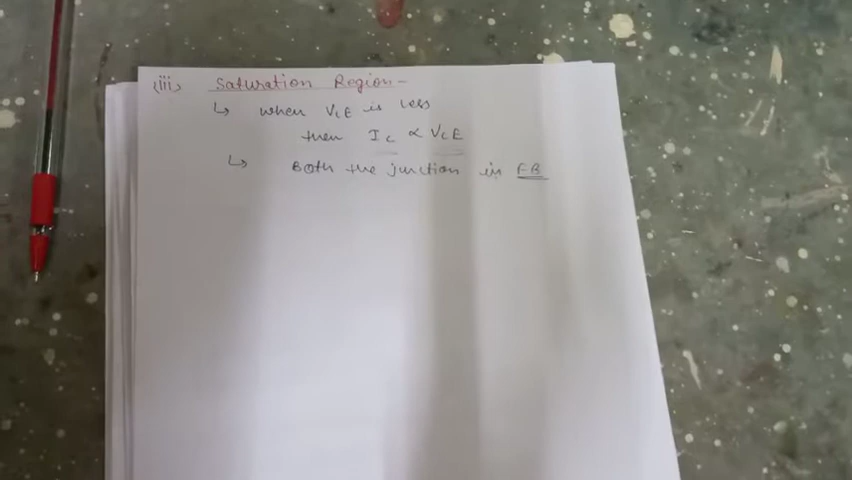 (iii) Saturation Region -
↳ when VCE is less
then IC ∝ VCE
↳ Both the junction in FB